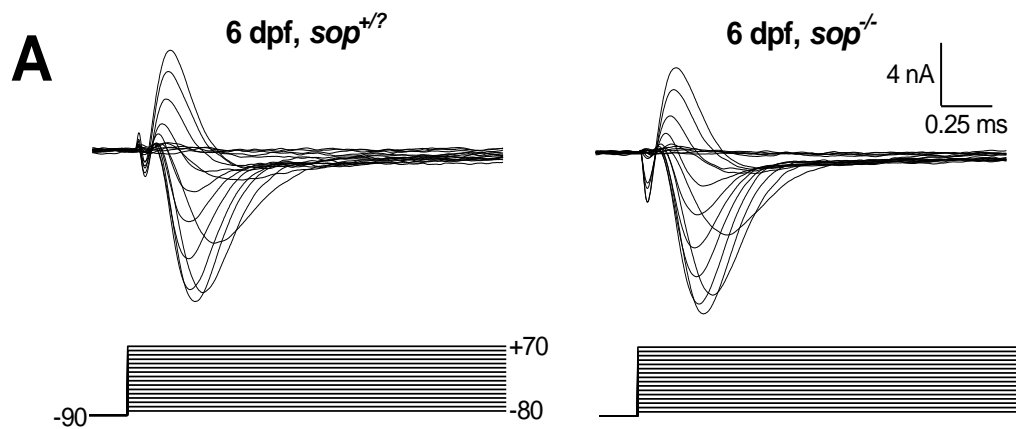 A
6 dpf, sop+/?
6 dpf, sop-/-
4 nA
0.25 ms
+70
-90
-80